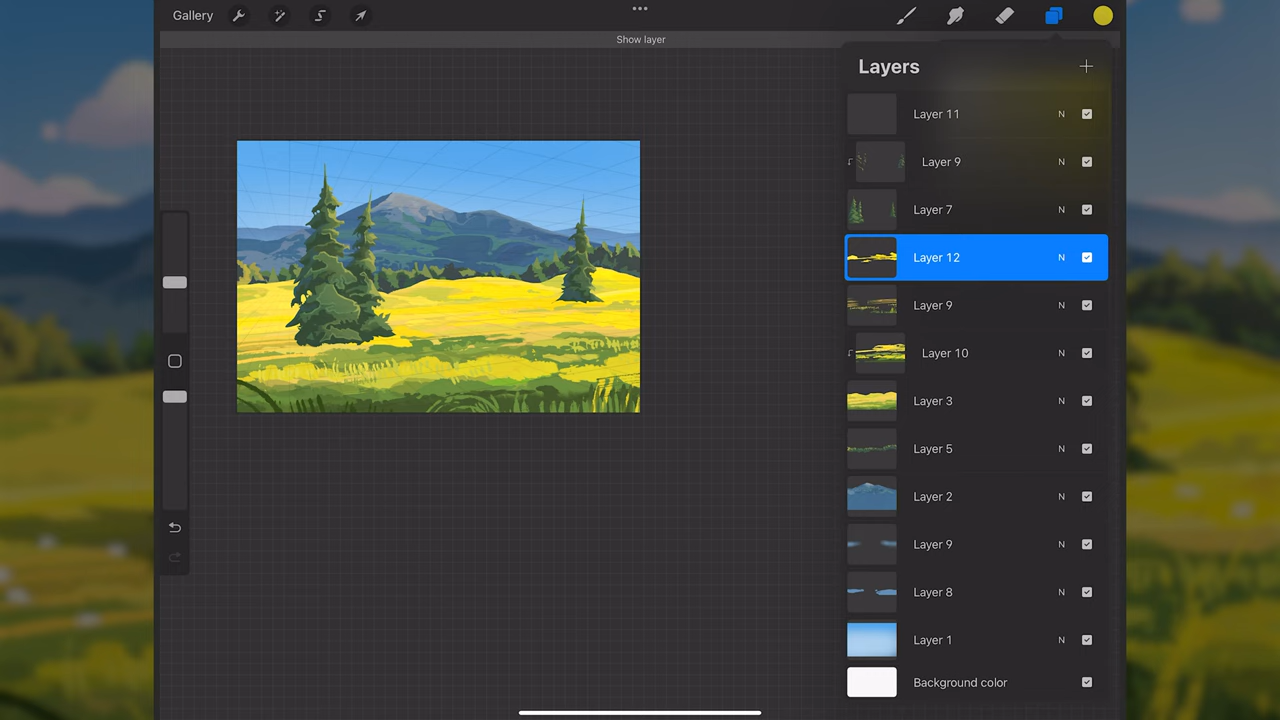 Gallery
Show layer
Layers
Layer 11 N
Layer 9 N
Layer 7 N
Layer 12 N
Layer 9 N
Layer 10 N
Layer 3 N
Layer 5 N
Layer 2 N
Layer 9 N
Layer 8 N
Layer 1 N
Background color